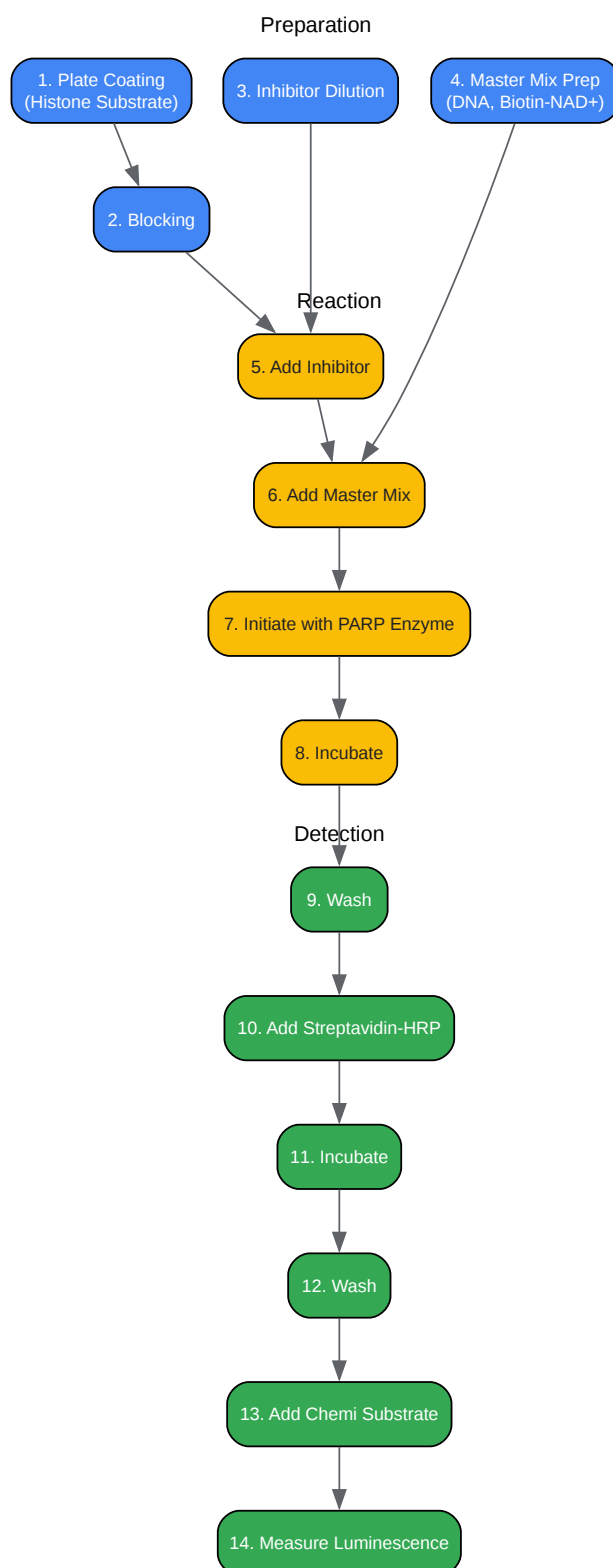 Preparation
1. Plate Coating
(Histone Substrate)
3. Inhibitor Dilution
4. Master Mix Prep
(DNA, Biotin-NAD+)
2. Blocking
Reaction
5. Add Inhibitor
6. Add Master Mix
7. Initiate with PARP Enzyme
8. Incubate
Detection
9. Wash
10. Add Streptavidin-HRP
11. Incubate
12. Wash
13. Add Chemi Substrate
14. Measure Luminescence